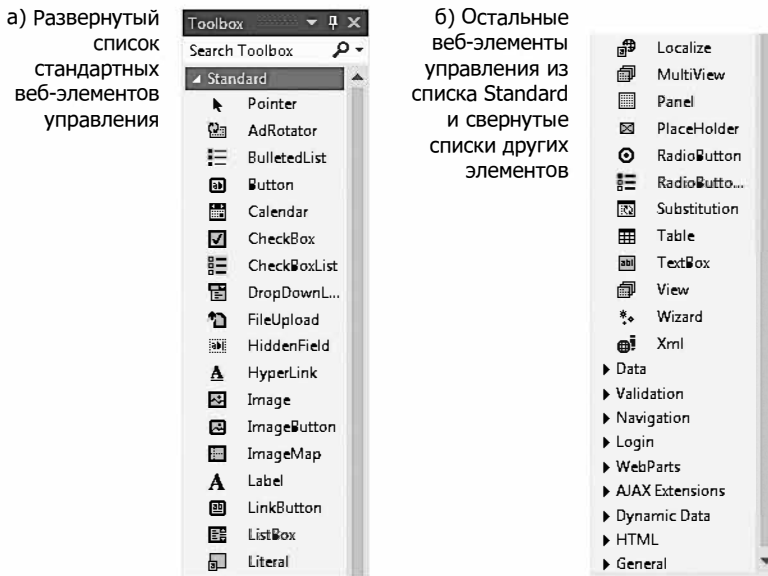 а) Развернутый
список
стандартных
веб-элементов
управления
Toolbox
Search Toolbox
Standard
Pointer
AdRotator
BulletedList
Button
Calendar
CheckBox
CheckBoxList
DropDownL...
FileUpload
HiddenField
HyperLink
Image
ImageButton
ImageMap
Label
LinkButton
ListBox
Literal
б) Остальные
веб-элементы
управления из
списка Standard
и свернутые
списки других
элементов
Localize
MultiView
Panel
PlaceHolder
RadioButton
RadioButto...
Substitution
Table
TextBox
View
Wizard
Xml
Data
Validation
Navigation
Login
WebParts
AJAX Extensions
Dynamic Data
HTML
General